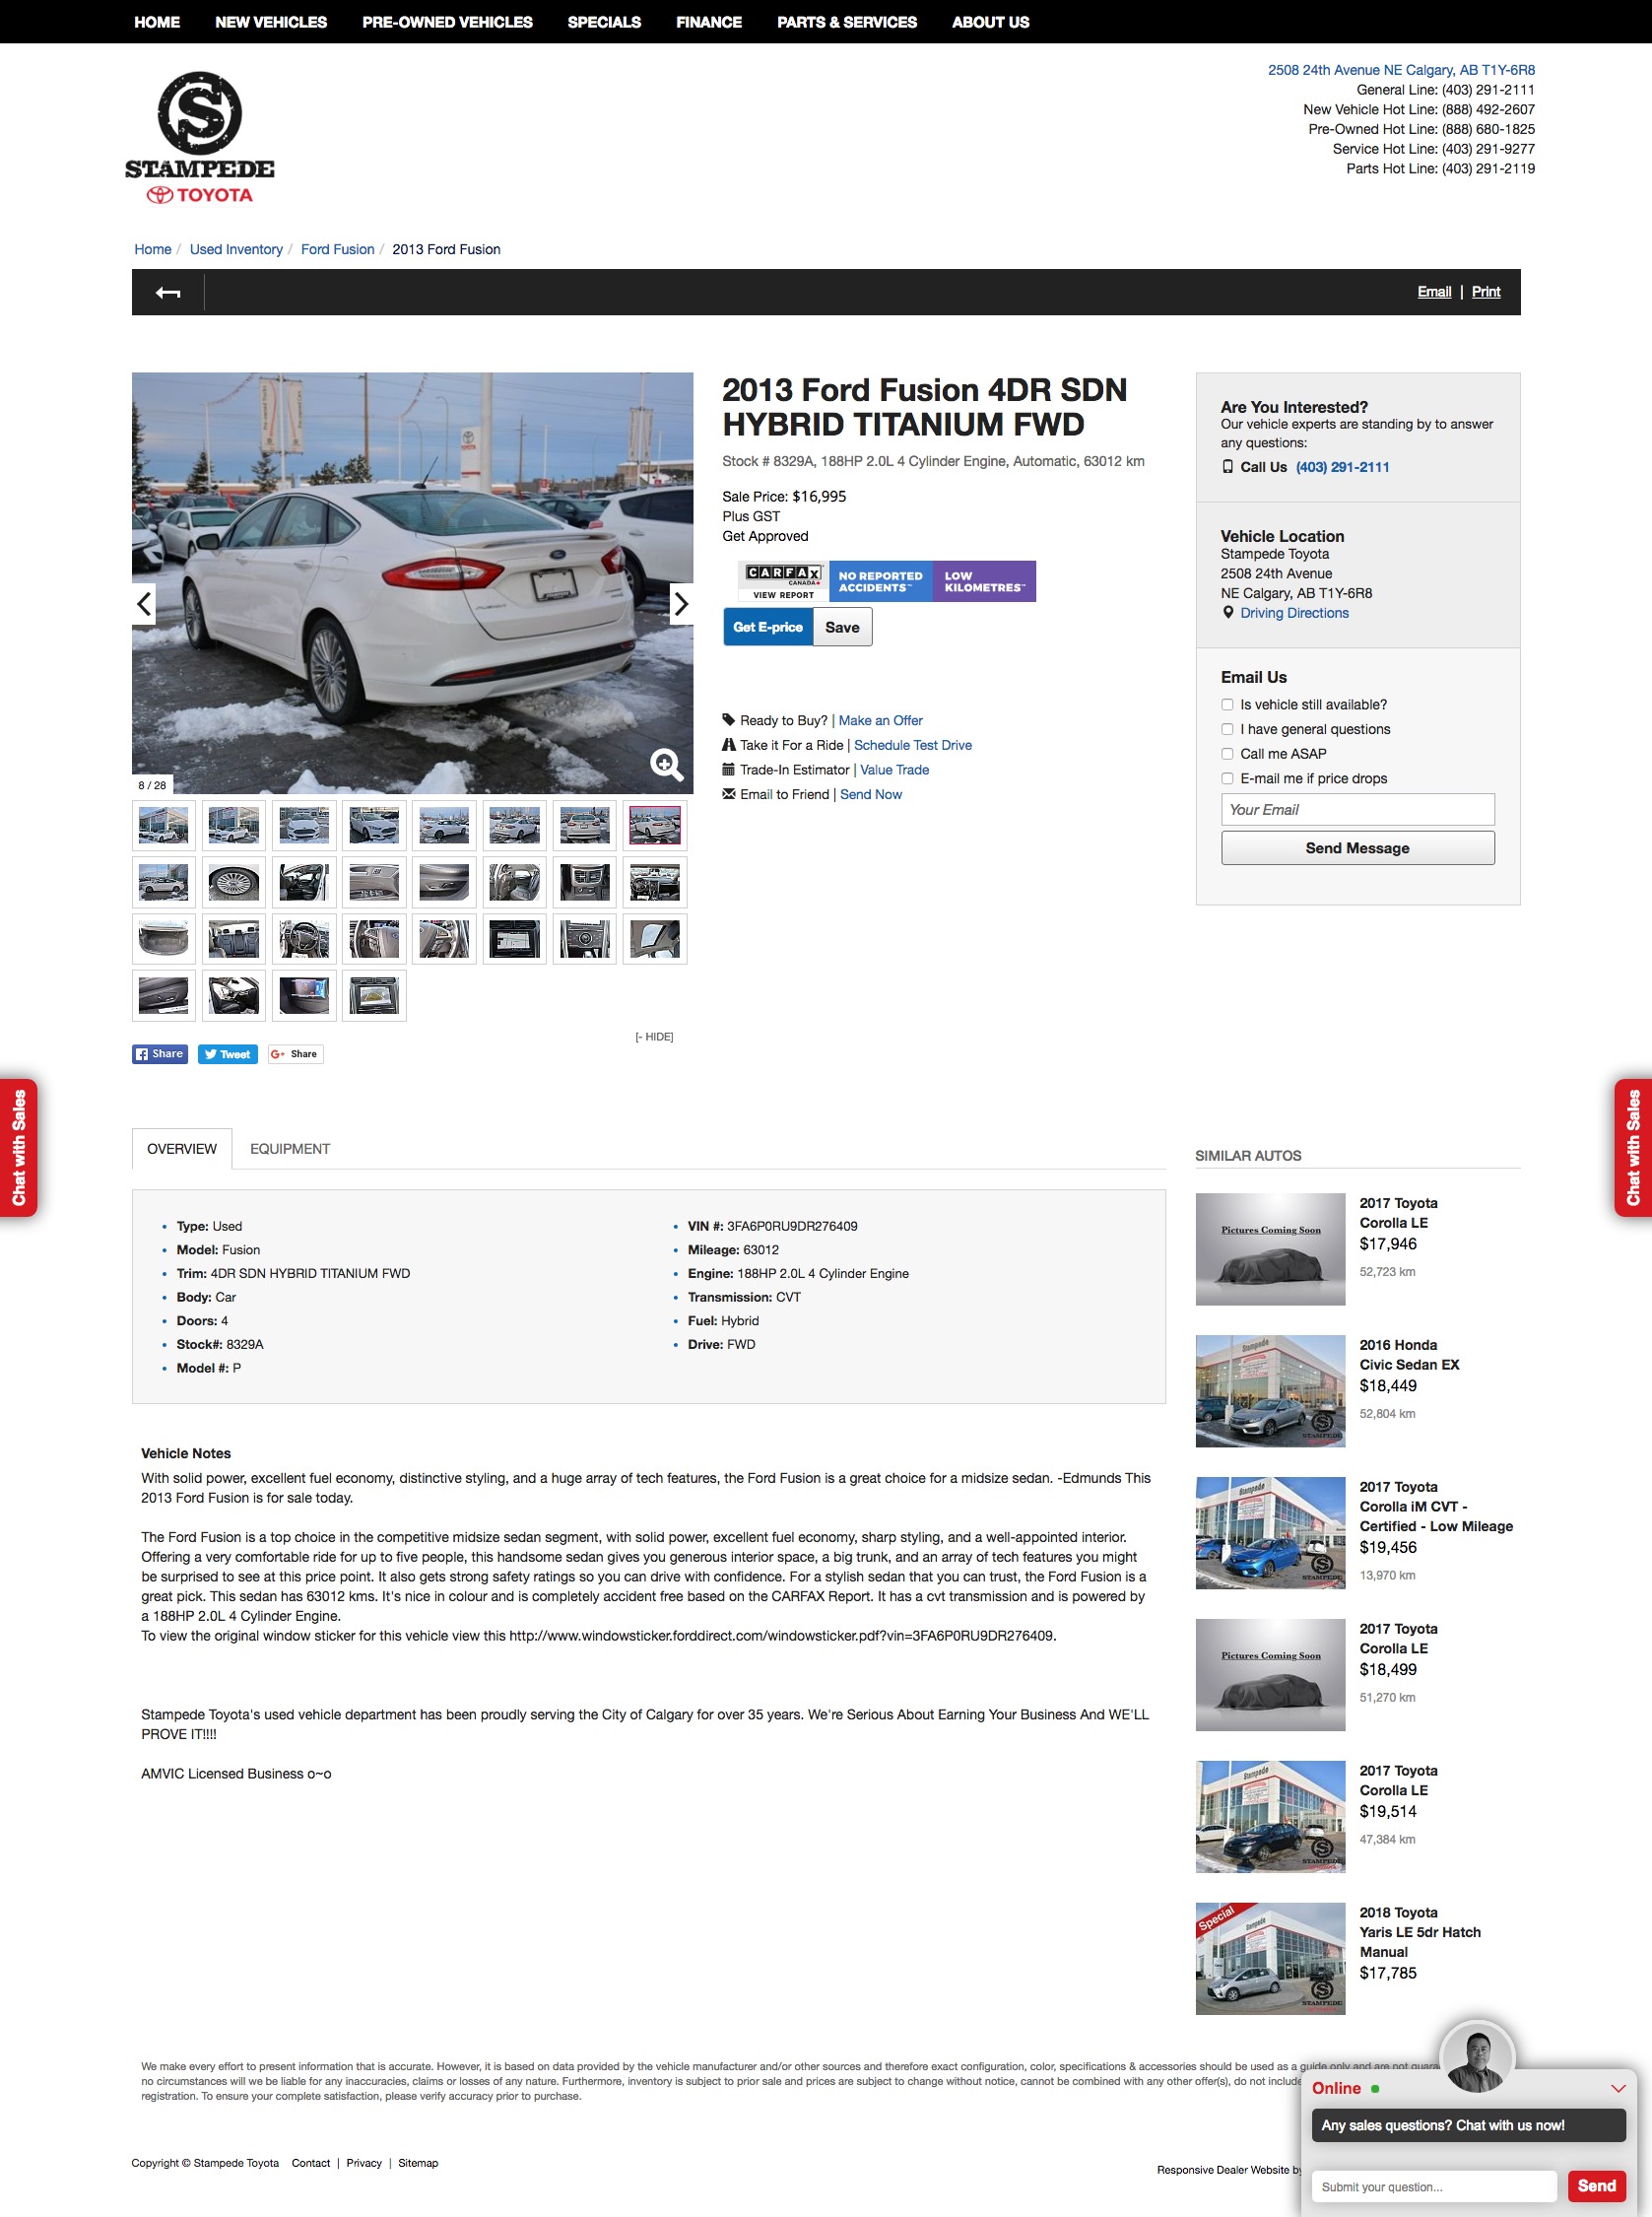 HOME NEW VEHICLES PRE-OWNED VEHICLES SPECIALS FINANCE PARTS & SERVICES ABOUT US
S
STAMPEDE
TOYOTA
2508 24th Avenue NE Calgary, AB T1Y-6R8
General Line: (403) 291-2111
New Vehicle Hot Line: (888) 492-2607
Pre-Owned Hot Line: (888) 680-1825
Service Hot Line: (403) 291-9277
Parts Hot Line: (403) 291-2119
Home / Used Inventory / Ford Fusion / 2013 Ford Fusion
Email | Print
8 / 28
[- HIDE]
Share Tweet G+ Share
2013 Ford Fusion 4DR SDN
HYBRID TITANIUM FWD
Stock # 8329A, 188HP 2.0L 4 Cylinder Engine, Automatic, 63012 km
Sale Price: $16,995
Plus GST
Get Approved
CARFAX
CANADA
VIEW REPORT
NO REPORTED
ACCIDENTS™
LOW
KILOMETRES™
Get E-price Save
Ready to Buy? | Make an Offer
Take it For a Ride | Schedule Test Drive
Trade-In Estimator | Value Trade
Email to Friend | Send Now
Are You Interested?
Our vehicle experts are standing by to answer
any questions:
Call Us (403) 291-2111
Vehicle Location
Stampede Toyota
2508 24th Avenue
NE Calgary, AB T1Y-6R8
Driving Directions
Email Us
Is vehicle still available?
I have general questions
Call me ASAP
E-mail me if price drops
Your Email
Send Message
Chat with Sales
Chat with Sales
OVERVIEW EQUIPMENT
Type: Used
Model: Fusion
Trim: 4DR SDN HYBRID TITANIUM FWD
Body: Car
Doors: 4
Stock#: 8329A
Model #: P
VIN #: 3FA6P0RU9DR276409
Mileage: 63012
Engine: 188HP 2.0L 4 Cylinder Engine
Transmission: CVT
Fuel: Hybrid
Drive: FWD
Vehicle Notes
With solid power, excellent fuel economy, distinctive styling, and a huge array of tech features, the Ford Fusion is a great choice for a midsize sedan. -Edmunds This
2013 Ford Fusion is for sale today.
The Ford Fusion is a top choice in the competitive midsize sedan segment, with solid power, excellent fuel economy, sharp styling, and a well-appointed interior.
Offering a very comfortable ride for up to five people, this handsome sedan gives you generous interior space, a big trunk, and an array of tech features you might
be surprised to see at this price point. It also gets strong safety ratings so you can drive with confidence. For a stylish sedan that you can trust, the Ford Fusion is a
great pick. This sedan has 63012 kms. It's nice in colour and is completely accident free based on the CARFAX Report. It has a cvt transmission and is powered by
a 188HP 2.0L 4 Cylinder Engine.
To view the original window sticker for this vehicle view this http://www.windowsticker.forddirect.com/windowsticker.pdf?vin=3FA6P0RU9DR276409.
Stampede Toyota's used vehicle department has been proudly serving the City of Calgary for over 35 years. We're Serious About Earning Your Business And WE'LL
PROVE IT!!!!
AMVIC Licensed Business o~o
SIMILAR AUTOS
Pictures Coming Soon
2017 Toyota
Corolla LE
$17,946
52,723 km
Stampede
STAMPEDE
2016 Honda
Civic Sedan EX
$18,449
52,804 km
Stampede
STAMPEDE
2017 Toyota
Corolla iM CVT -
Certified - Low Mileage
$19,456
13,970 km
Pictures Coming Soon
2017 Toyota
Corolla LE
$18,499
51,270 km
Stampede
STAMPEDE
2017 Toyota
Corolla LE
$19,514
47,384 km
Special
Stampede
STAMPEDE
2018 Toyota
Yaris LE 5dr Hatch
Manual
$17,785
We make every effort to present information that is accurate. However, it is based on data provided by the vehicle manufacturer and/or other sources and therefore exact configuration, color, specifications & accessories should be used as a guide only and are not
no circumstances will we be liable for any inaccuracies, claims or losses of any nature. Furthermore, inventory is subject to prior sale and prices are subject to change without notice, cannot be combined with any other offer(s), do not include
registration. To ensure your complete satisfaction, please verify accuracy prior to purchase.
Copyright © Stampede Toyota Contact | Privacy | Sitemap
Responsive Dealer Website by
Online
Any sales questions? Chat with us now!
Submit your question...
Send